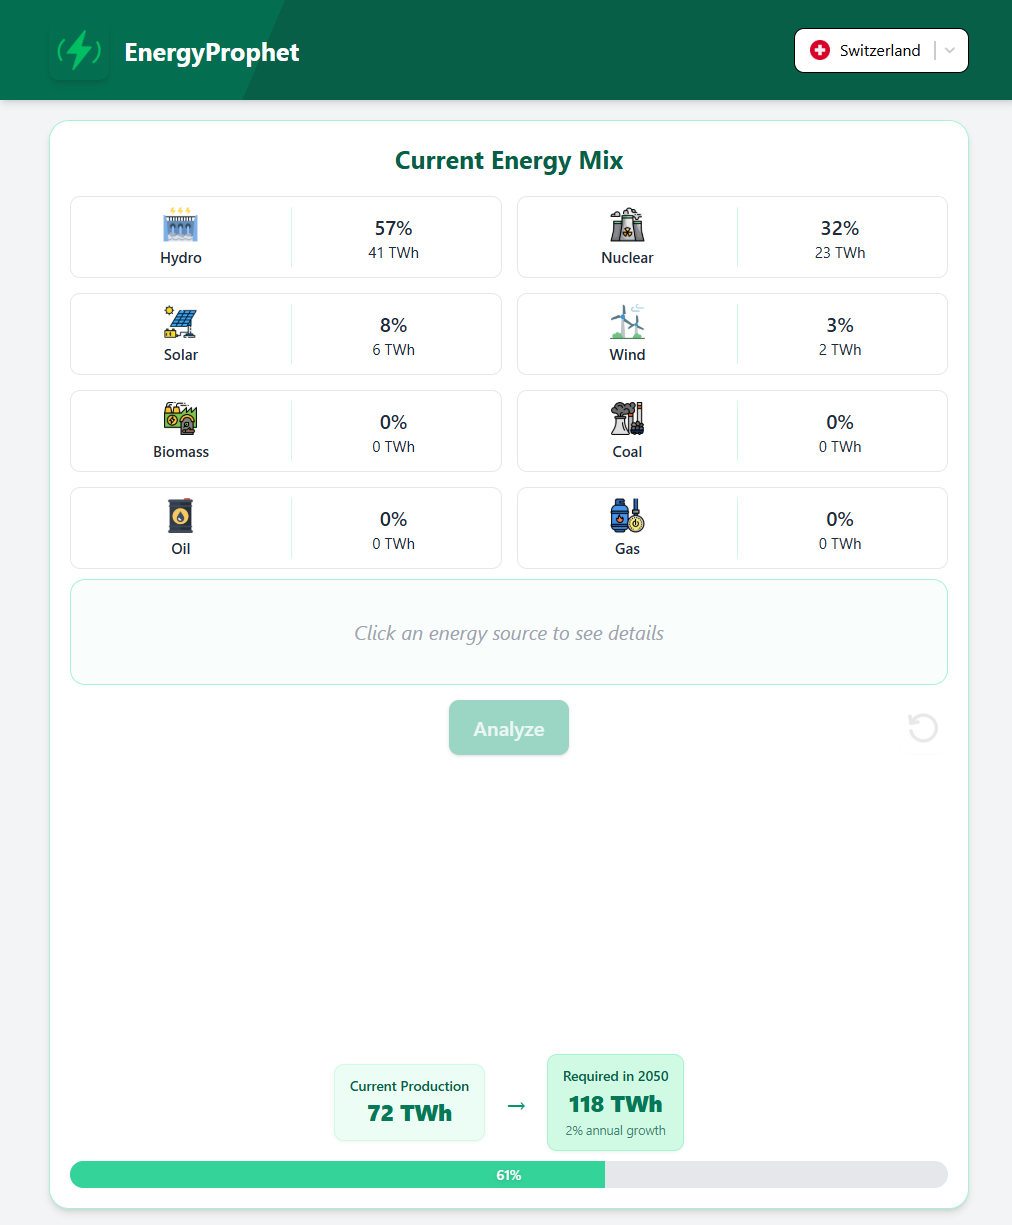 EnergyProphet
Switzerland
Current Energy Mix
Hydro
57%
41 TWh
Nuclear
32%
23 TWh
Solar
8%
6 TWh
Wind
3%
2 TWh
Biomass
0%
0 TWh
Coal
0%
0 TWh
Oil
0%
0 TWh
Gas
0%
0 TWh
Click an energy source to see details
Analyze
Current Production
72 TWh
→
Required in 2050
118 TWh
2% annual growth
61%